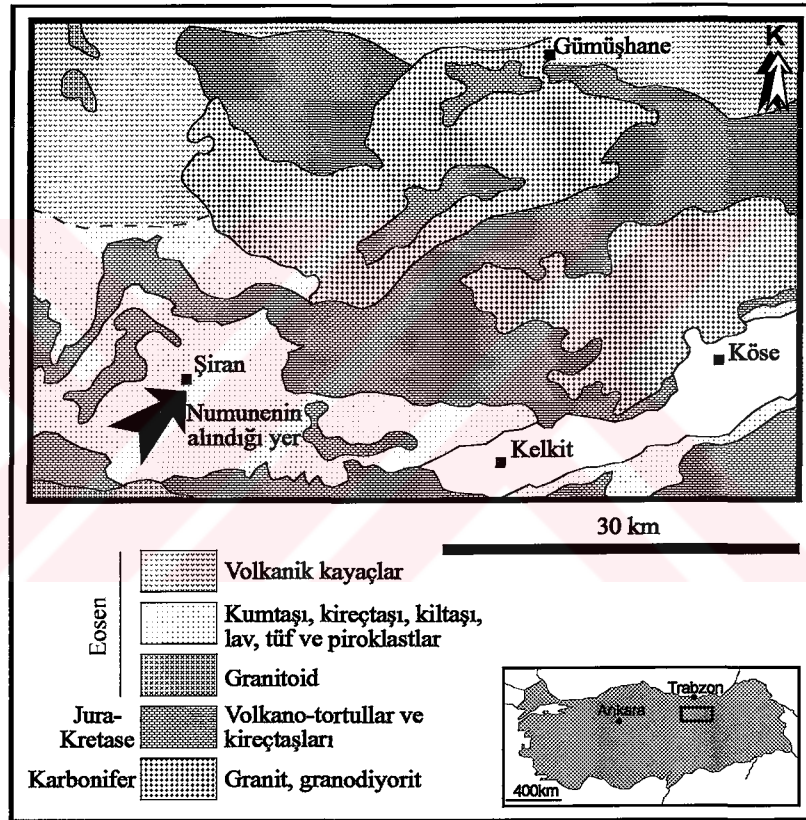 Gümüşhane
K
Şiran
Köse
Numunenin
alındığı yer
Kelkit
30 km
Eosen
Volkanik kayaçlar
Kumtaşı, kireçtaşı, kiltaşı,
lav, tüf ve piroklastlar
Granitoid
Jura-
Kretase
Volkano-tortullar ve
kireçtaşları
Karbonifer
Granit, granodiyorit
Trabzon
Ankara
400km